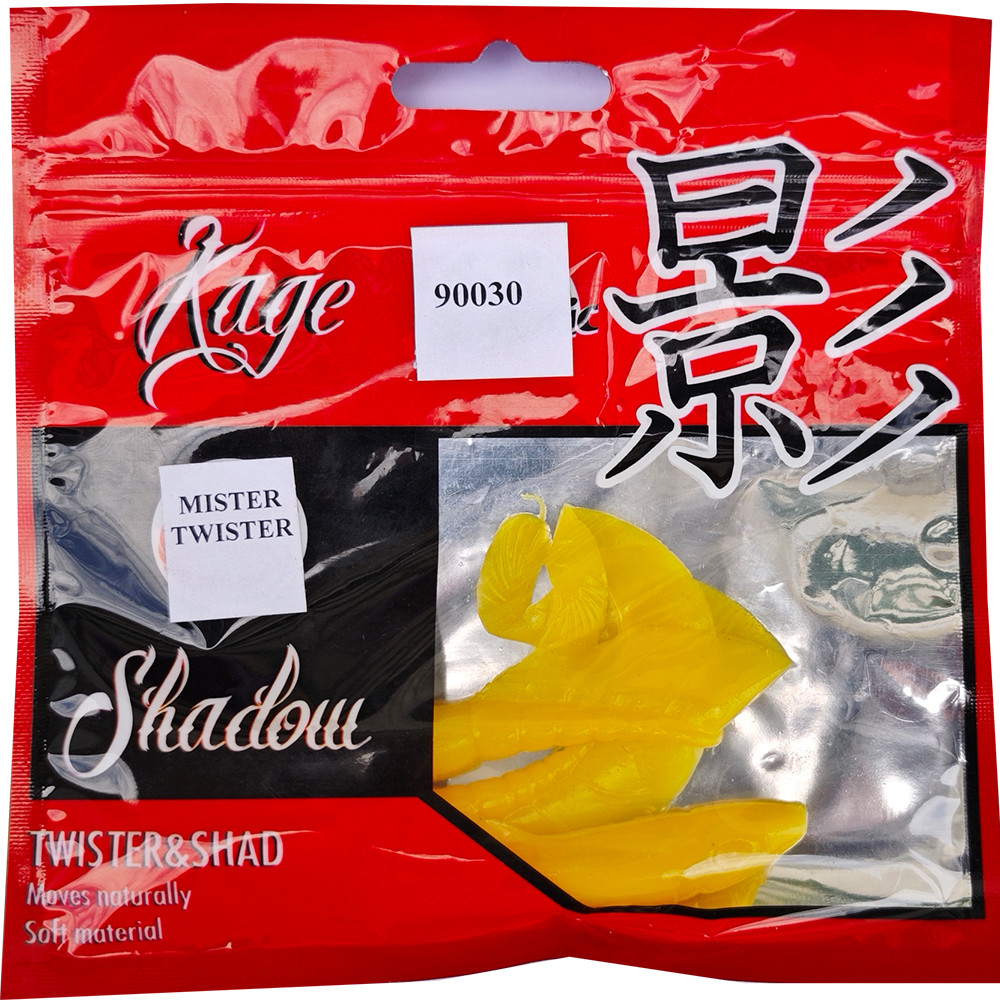 Kage
90030
影
MISTER
TWISTER
Shadow
TWISTER&SHAD
Moves naturally
Soft material